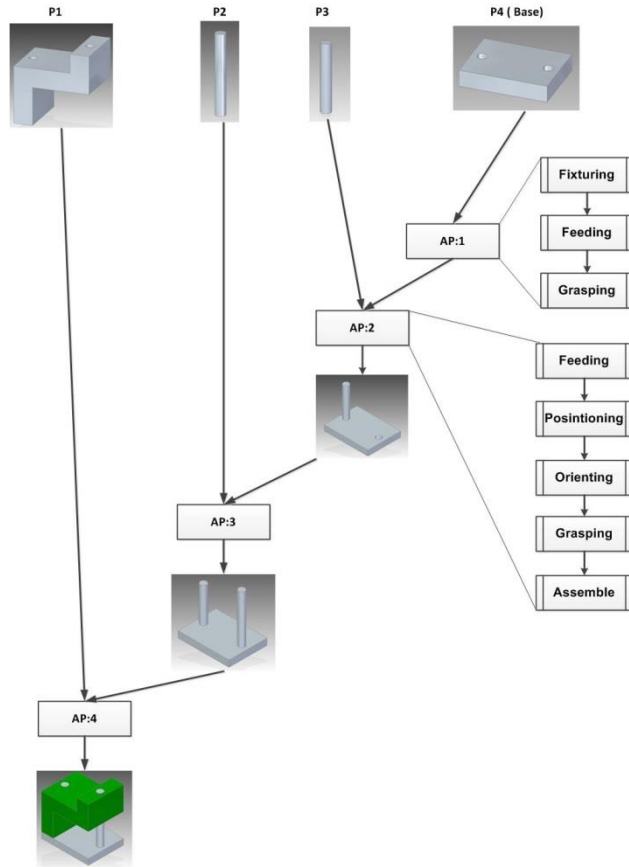 P1
P2
P3
P4 ( Base)
Fixturing
Feeding
AP:1
Grasping
AP:2
Feeding
Posintioning
Orienting
AP:3
Grasping
Assemble
AP:4